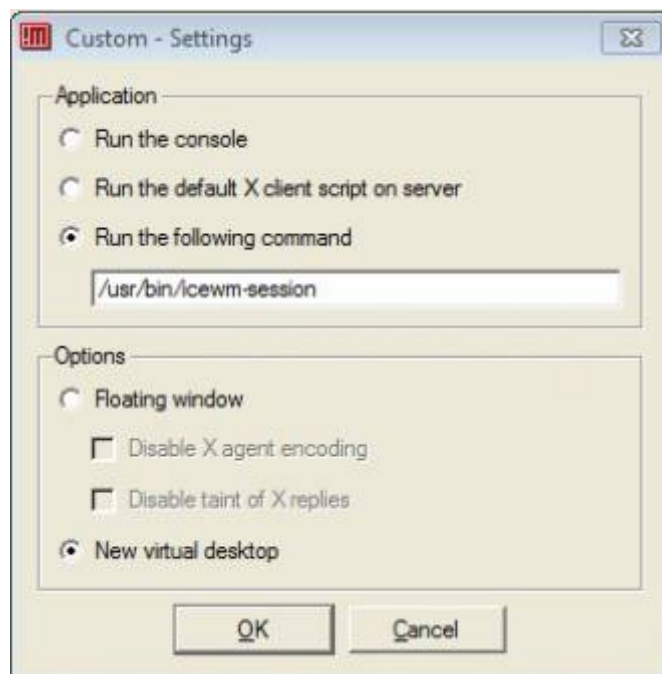 !M Custom - Settings
Application
Run the console
Run the default X client script on server
Run the following command
/usr/bin/icewm-session
Options
Floating window
Disable X agent encoding
Disable taint of X replies
New virtual desktop
OK Cancel